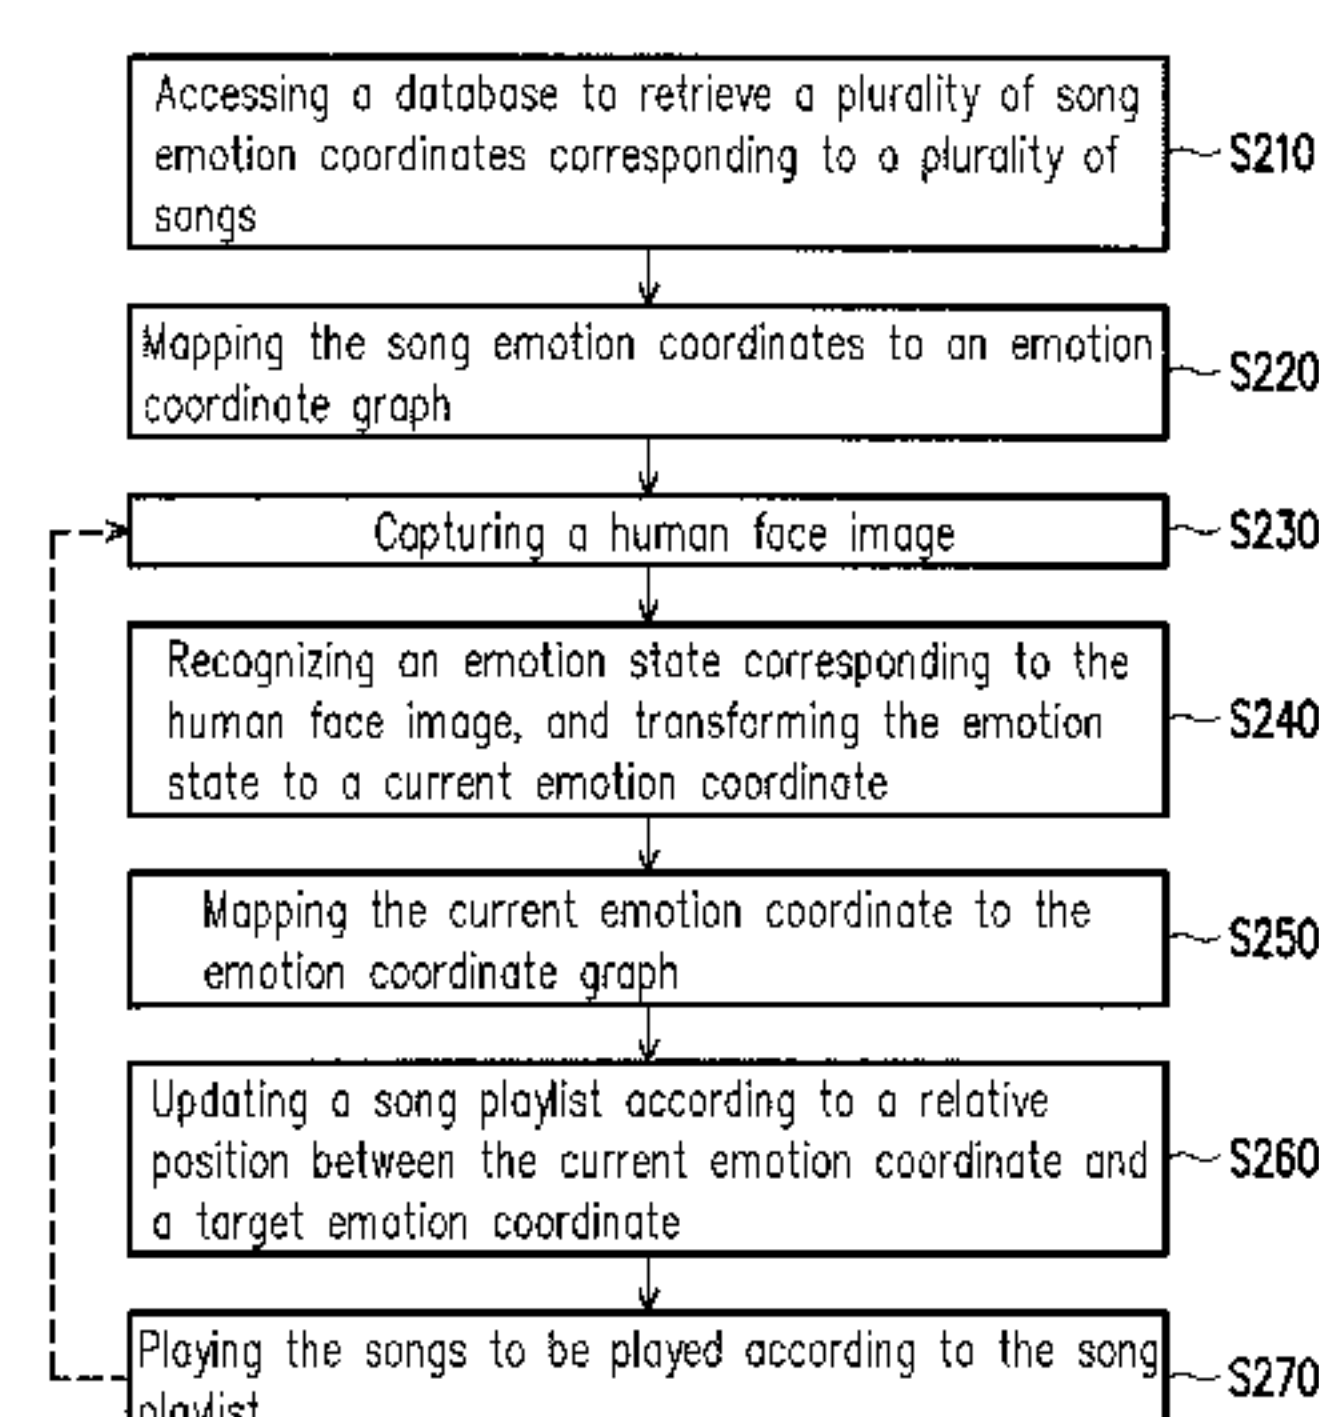 Accessing a database to retrieve a plurality of song
emotion coordinates corresponding to a plurality of
songs
S210
Mapping the song emotion coordinates to an emotion
coordinate graph
S220
Capturing a human face image
S230
Recognizing an emotion state corresponding to the
human face image, and transforming the emotion
state to a current emotion coordinate
S240
Mapping the current emotion coordinate to the
emotion coordinate graph
S250
Updating a song playlist according to a relative
position between the current emotion coordinate and
a target emotion coordinate
S260
Playing the songs to be played according to the song
playlist
S270